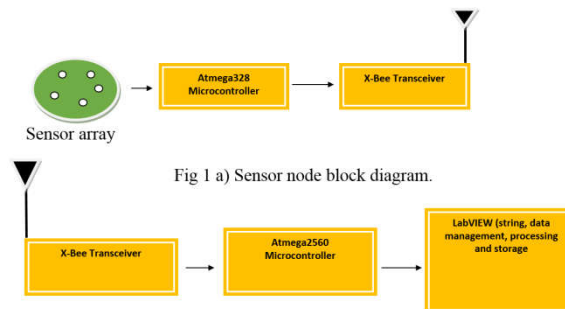 Atmega328
Microcontroller
X-Bee Transceiver
Sensor array
Fig 1 a) Sensor node block diagram.
X-Bee Transceiver
Atmega2560
Microcontroller
LabVIEW (string, data
management, processing
and storage